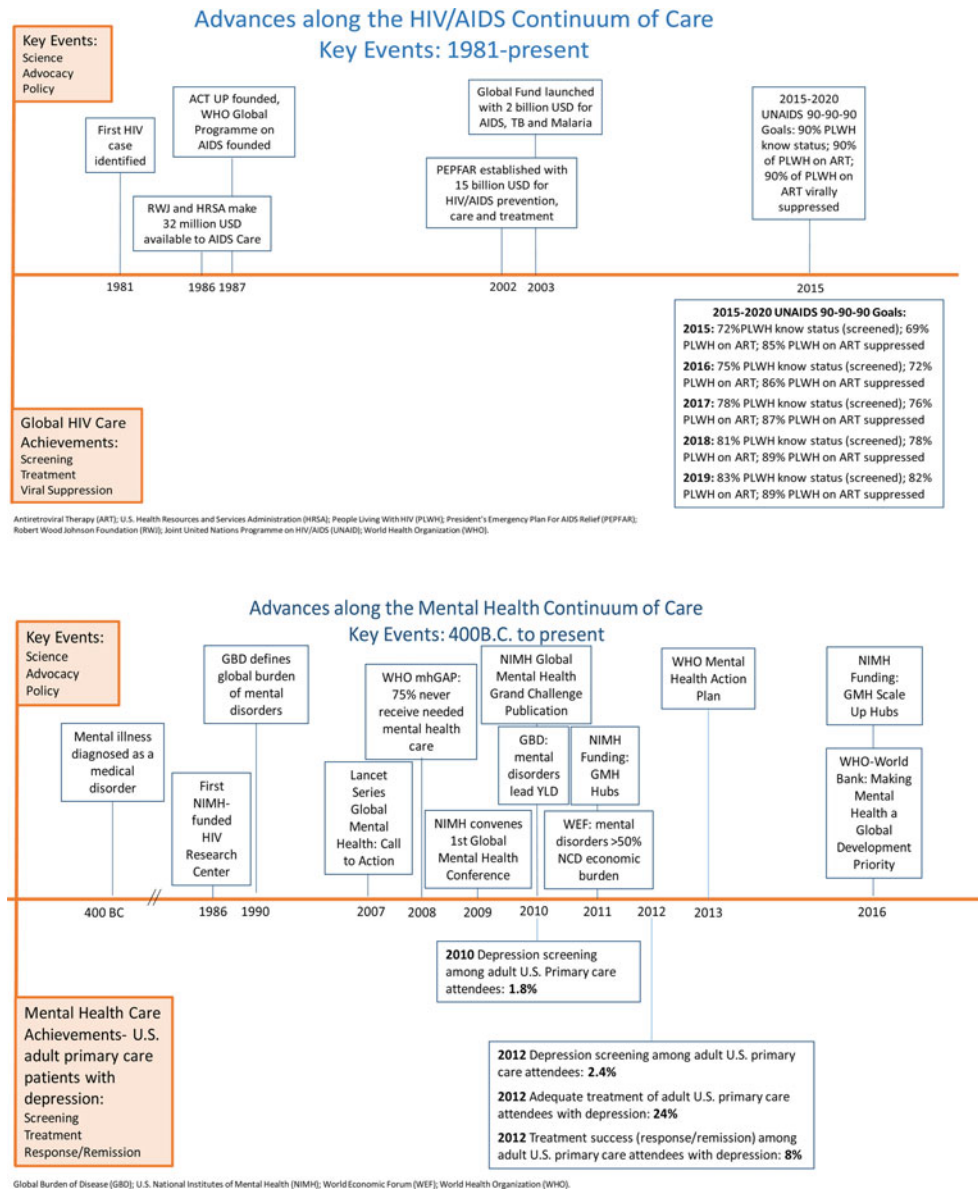 Advances along the HIV/AIDS Continuum of Care
Key Events: 1981-present
Key Events:
Science
Advocacy
Policy
First HIV
case
identified
ACT UP founded,
WHO Global
Programme on
AIDS founded
RWJ and HRSA make
32 million USD
available to AIDS Care
Global Fund launched
with 2 billion USD for
AIDS, TB and Malaria
PEPFAR established with
15 billion USD for
HIV/AIDS prevention,
care and treatment
2015-2020
UNAIDS 90-90-90
Goals: 90% PLWH
know status; 90%
of PLWH on ART;
90% of PLWH on
ART virally
suppressed
1981
1986
1987
2002
2003
2015
2015-2020 UNAIDS 90-90-90 Goals:
2015: 72%PLWH know status (screened); 69%
PLWH on ART; 85% PLWH on ART suppressed
2016: 75% PLWH know status (screened); 72%
PLWH on ART; 86% PLWH on ART suppressed
2017: 78% PLWH know status (screened); 76%
PLWH on ART; 87% PLWH on ART suppressed
2018: 81% PLWH know status (screened); 78%
PLWH on ART; 89% PLWH on ART suppressed
2019: 83% PLWH know status (screened); 82%
PLWH on ART; 89% PLWH on ART suppressed
Global HIV Care
Achievements:
Screening
Treatment
Viral Suppression
Antiretroviral Therapy (ART); U.S. Health Resources and Services Administration (HRSA); People Living With HIV (PLWH); President's Emergency Plan For AIDS Relief (PEPFAR);
Robert Wood Johnson Foundation (RWJ); Joint United Nations Programme on HIV/AIDS (UNAID); World Health Organization (WHO).
Advances along the Mental Health Continuum of Care
Key Events: 400B.C. to present
Key Events:
Science
Advocacy
Policy
Mental illness
diagnosed as a
medical
disorder
First
NIMH-
funded
HIV
Research
Center
GBD defines
global burden
of mental
disorders
Lancet
Series
Global
Mental
Health: Call
to Action
WHO mhGAP:
75% never
receive needed
mental health
care
NIMH convenes
1st Global
Mental Health
Conference
NIMH Global
Mental Health
Grand Challenge
Publication
GBD:
mental
disorders
lead YLD
NIMH
Funding:
GMH
Hubs
WEF: mental
disorders >50%
NCD economic
burden
WHO Mental
Health Action
Plan
NIMH
Funding:
GMH Scale
Up Hubs
WHO-World
Bank: Making
Mental
Health a
Global
Development
Priority
400 BC
1986
1990
2007
2008
2009
2010
2011
2012
2013
2016
2010 Depression screening
among adult U.S. Primary care
attendees: 1.8%
2012 Depression screening among adult U.S. primary
care attendees: 2.4%
2012 Adequate treatment of adult U.S. primary care
attendees with depression: 24%
2012 Treatment success (response/remission) among
adult U.S. primary care attendees with depression: 8%
Mental Health Care
Achievements- U.S.
adult primary care
patients with
depression:
Screening
Treatment
Response/Remission
Global Burden of Disease (GBD); U.S. National Institutes of Mental Health (NIMH); World Economic Forum (WEF); World Health Organization (WHO).